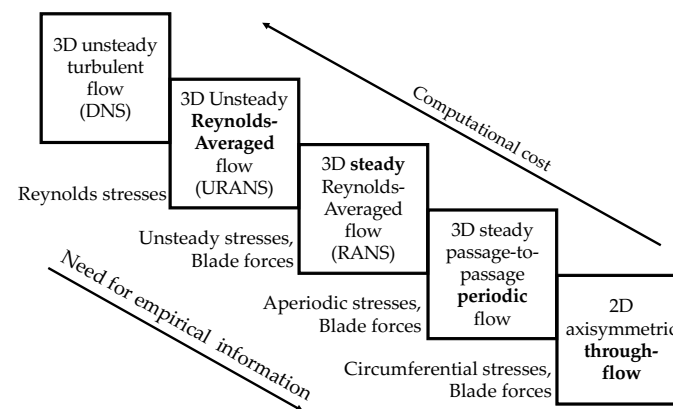 3D unsteady
turbulent
flow
(DNS)
3D Unsteady
Reynolds-
Averaged
flow
(URANS)
3D steady
Reynolds-
Averaged
flow
(RANS)
3D steady
passage-to-
passage
periodic
flow
2D
axisymmetric
through-
flow
Computational cost
Reynolds stresses
Unsteady stresses,
Blade forces
Aperiodic stresses,
Blade forces
Circumferential stresses,
Blade forces
Need for empirical information